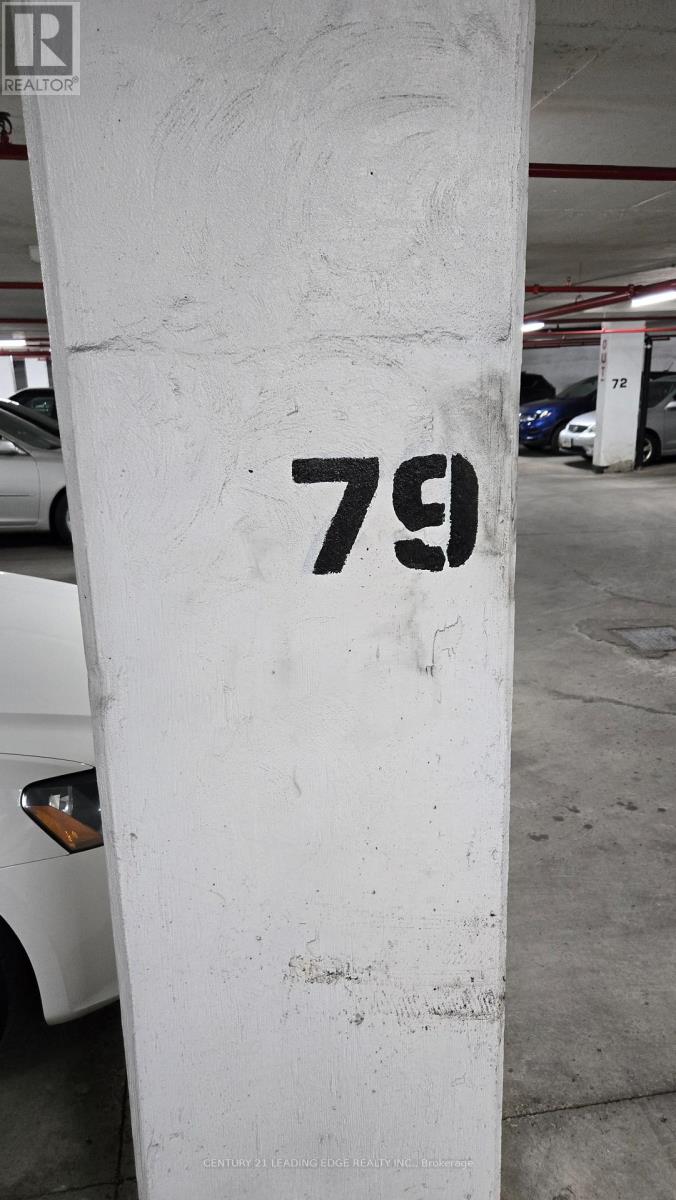 REALTOR®
OUT
72
79
CENTURY 21 LEADING EDGE REALTY INC., Brokerage